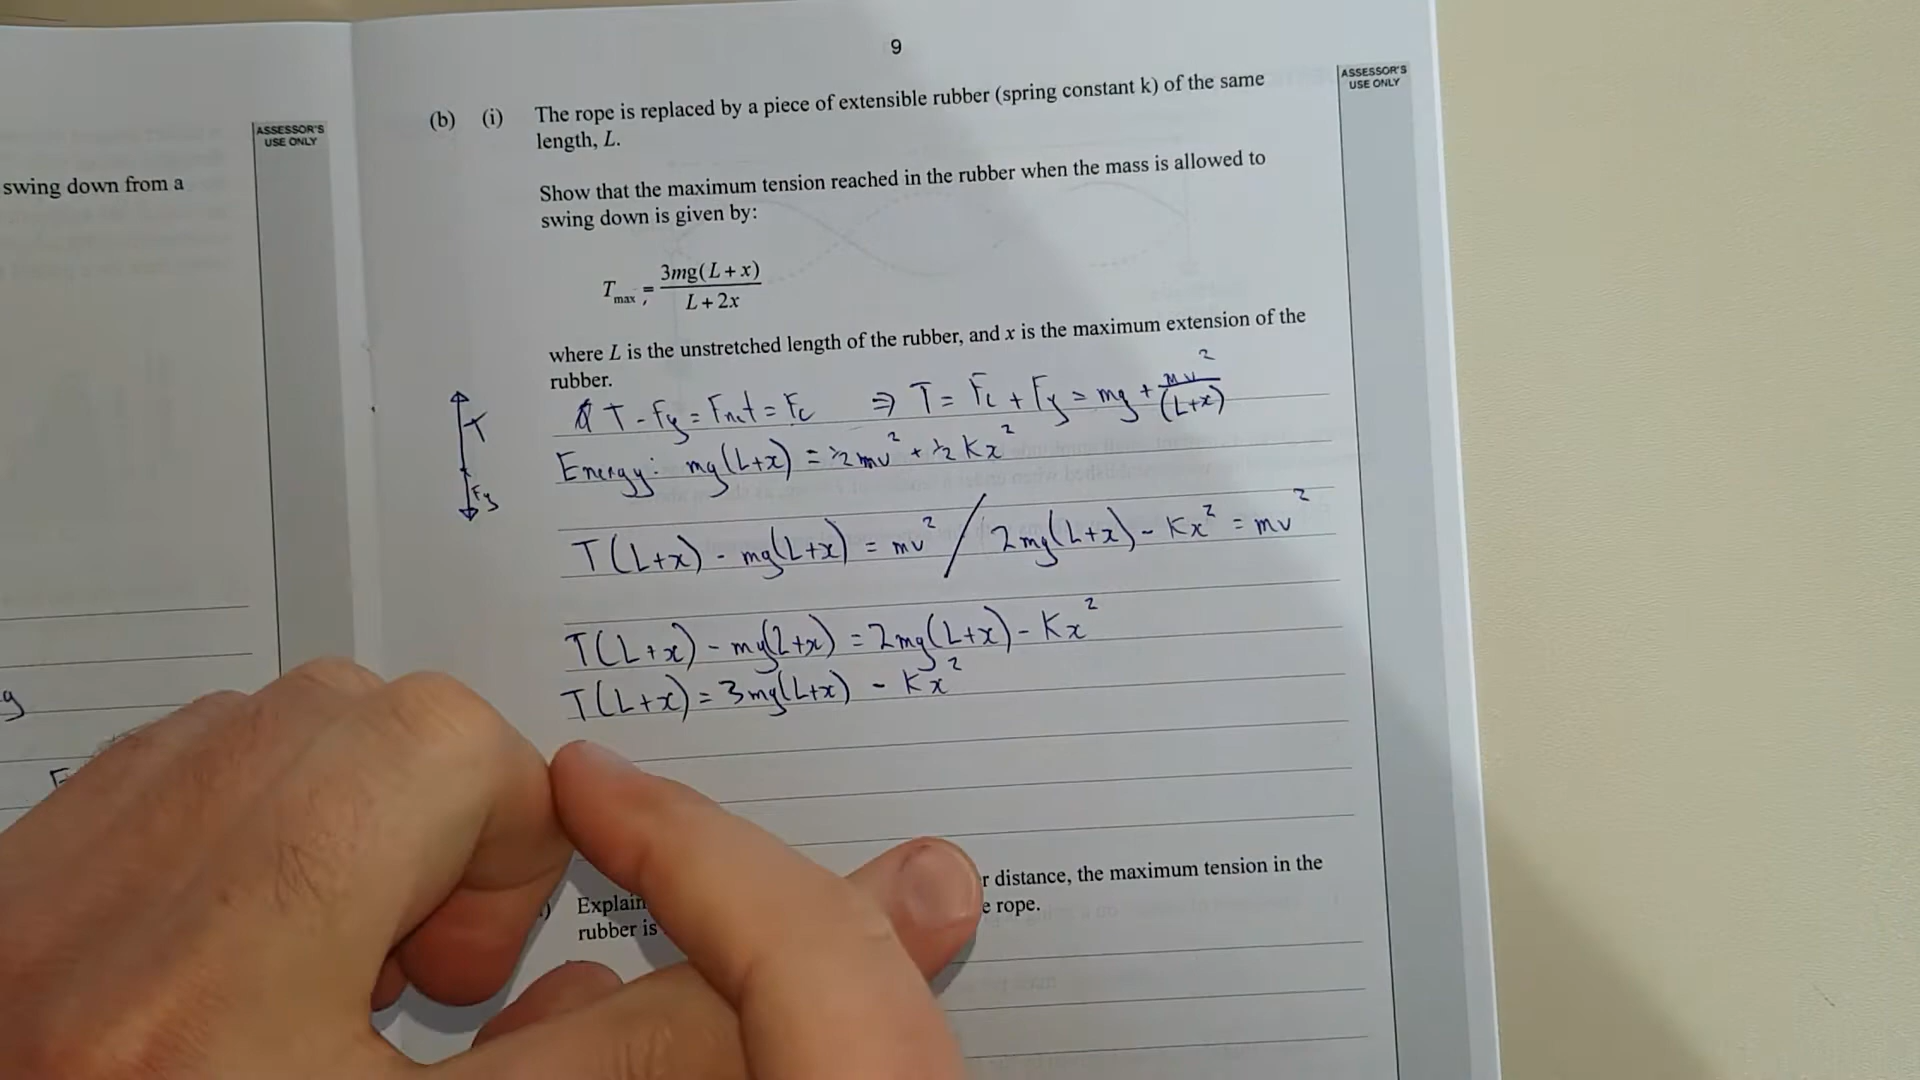 9
ASSESSOR'S
USE ONLY
(b) (i) The rope is replaced by a piece of extensible rubber (spring constant k) of the same
length, L.
ASSESSOR'S
USE ONLY
swing down from a
Show that the maximum tension reached in the rubber when the mass is allowed to
swing down is given by:
T_max = 3mg(L+x) / L+2x
where L is the unstretched length of the rubber, and x is the maximum extension of the
rubber.
T
Fg
T - Fg = Fnet = Fc ⇒ T = Fc + Fg = mg + mv² / (L+x)
Energy: mg(L+x) = ½mv² + ½Kx²
T(L+x) - mg(L+x) = mv² / 2mg(L+x) - Kx² = mv²
T(L+x) - mg(L+x) = 2mg(L+x) - Kx²
T(L+x) = 3mg(L+x) - Kx²
g
F
) Explain r distance, the maximum tension in the
rubber is e rope.